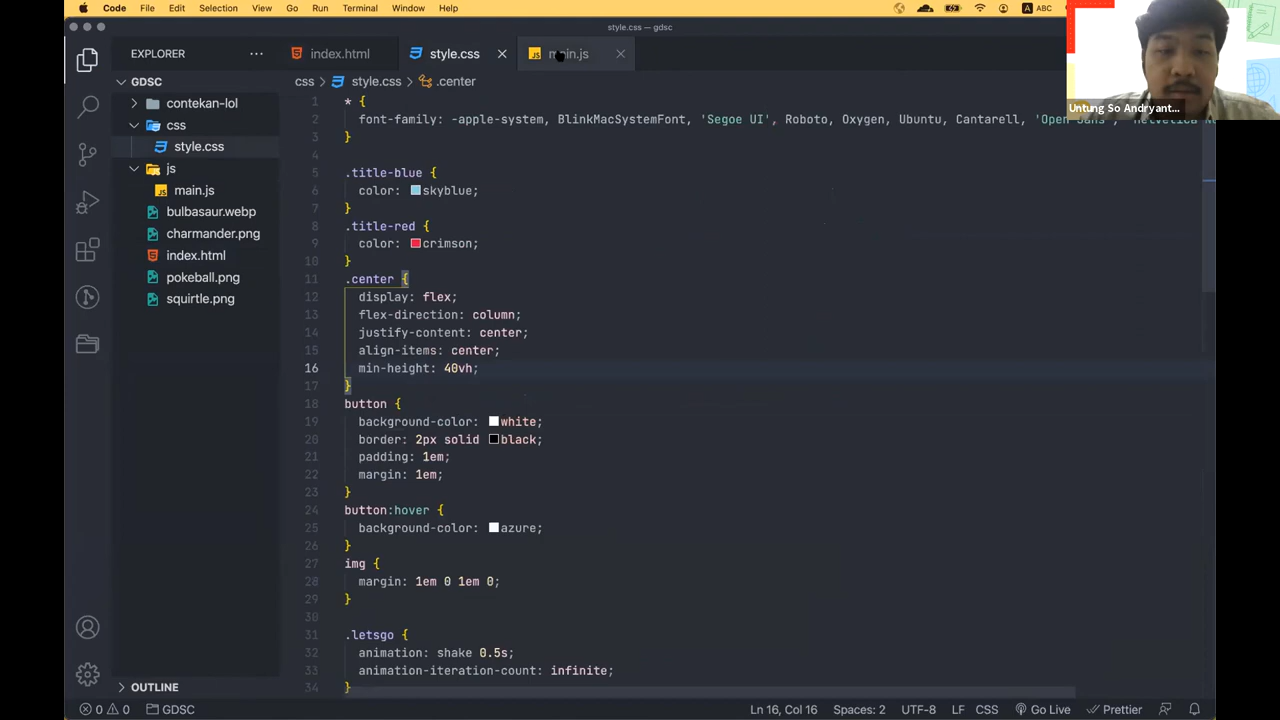 Code File Edit Selection View Go Run Terminal Window Help ABC
style.css — gdsc
EXPLORER
index.html
style.css
main.js
GDSC
css > style.css > .center
contekan-lol
css
style.css
js
main.js
bulbasaur.webp
charmander.png
index.html
pokeball.png
squirtle.png
OUTLINE
1 * {
2 font-family: -apple-system, BlinkMacSystemFont, 'Segoe UI', Roboto, Oxygen, Ubuntu, Cantarell, 'Open Sans', 'Helvetica
3 }
4
5 .title-blue {
6 color: skyblue;
7 }
8 .title-red {
9 color: crimson;
10 }
11 .center {
12 display: flex;
13 flex-direction: column;
14 justify-content: center;
15 align-items: center;
16 min-height: 40vh;
17 }
18 button {
19 background-color: white;
20 border: 2px solid black;
21 padding: 1em;
22 margin: 1em;
23 }
24 button:hover {
25 background-color: azure;
26 }
27 img {
28 margin: 1em 0 1em 0;
29 }
30
31 .letsgo {
32 animation: shake 0.5s;
33 animation-iteration-count: infinite;
34 }
Untung So Andryant...
0 0 GDSC Ln 16, Col 16 Spaces: 2 UTF-8 LF CSS Go Live Prettier